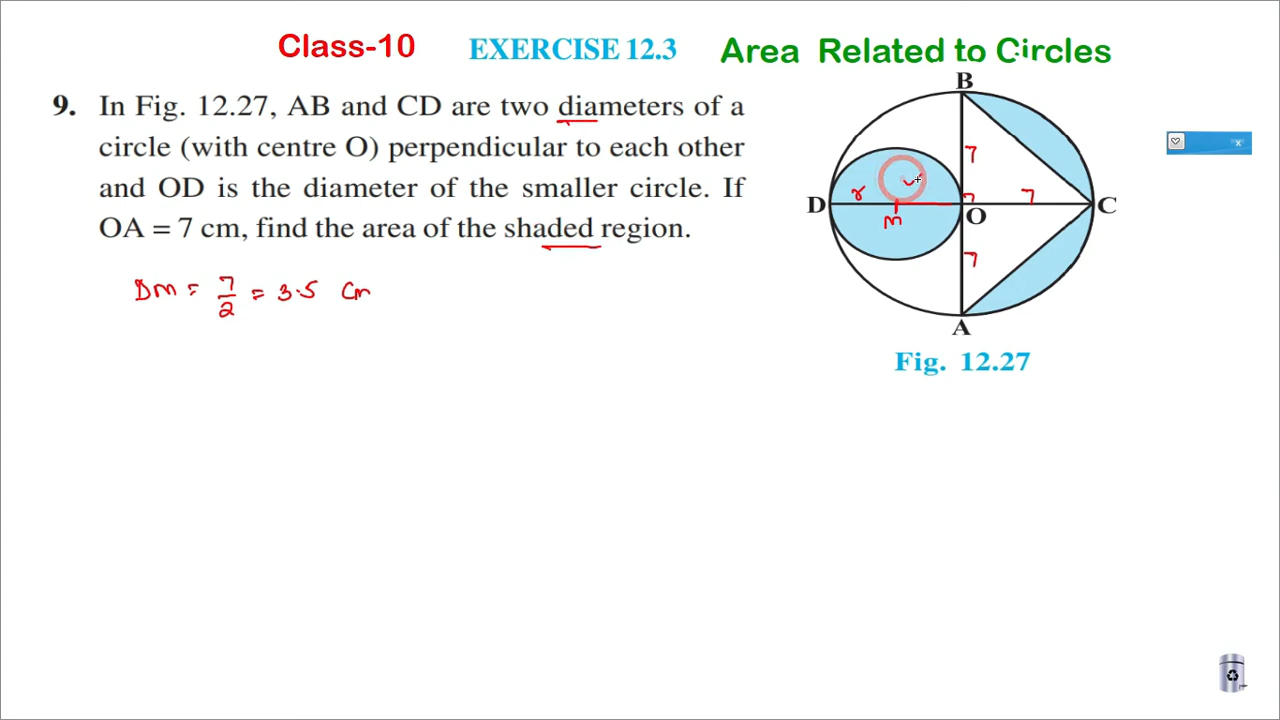 Class-10 EXERCISE 12.3 Area Related to Circles
9. In Fig. 12.27, AB and CD are two diameters of a
circle (with centre O) perpendicular to each other
and OD is the diameter of the smaller circle. If
OA = 7 cm, find the area of the shaded region.
DM = 7/2 = 3.5 cm
B
7
D r M O 7 C
7
A
Fig. 12.27